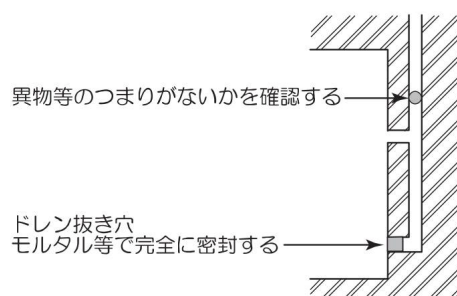 異物等のつまりがないかを確認する
ドレン抜き穴
モルタル等で完全に密封する